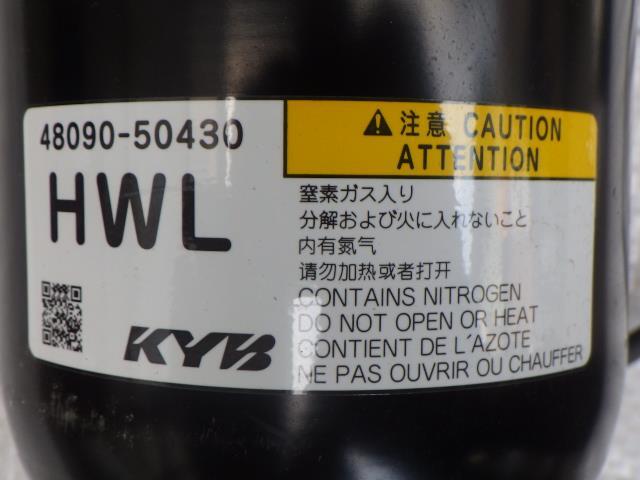 48090-50430
HWL
KYB
⚠注意 CAUTION
ATTENTION
窒素ガス入り
分解および火に入れないこと
内有氮气
请勿加热或者打开
CONTAINS NITROGEN
DO NOT OPEN OR HEAT
CONTIENT DE L´AZOTE
NE PAS OUVRIR OU CHAUFFER